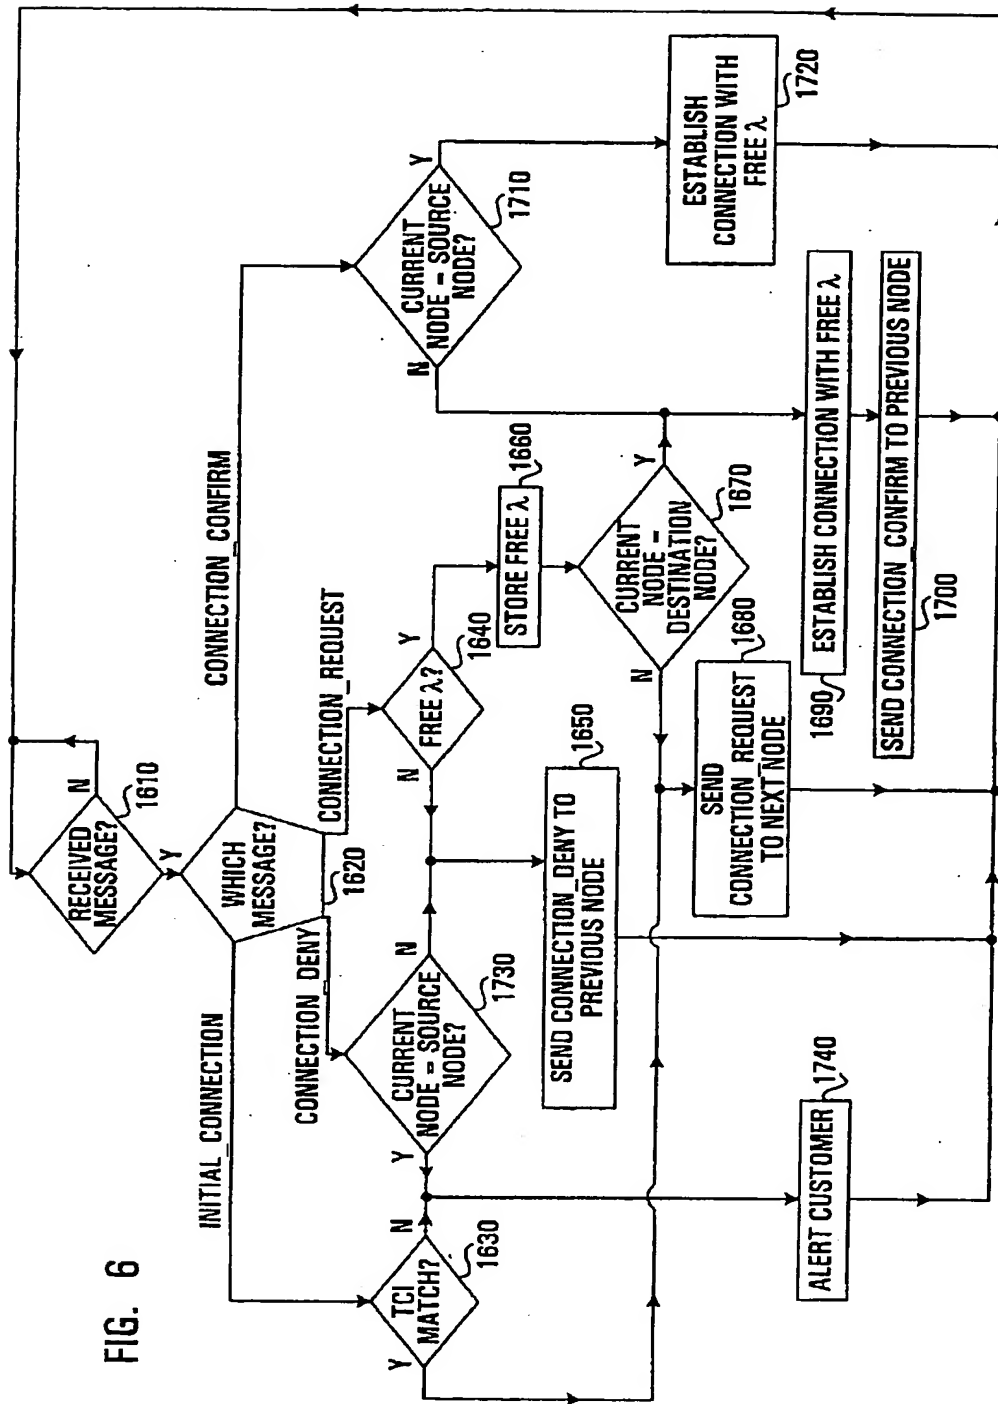 FIG. 6
RECEIVED
MESSAGE?
1610
N
Y
WHICH
MESSAGE?
1620
INITIAL_CONNECTION
CONNECTION_DENY
CONNECTION_REQUEST
CONNECTION_CONFIRM
TCI
MATCH?
1630
Y
N
CURRENT
NODE = SOURCE
NODE?
1730
Y
N
FREE λ?
1640
N
Y
CURRENT
NODE = SOURCE
NODE?
1710
N
Y
STORE FREE λ
1660
SEND CONNECTION_DENY TO
PREVIOUS NODE
1650
CURRENT
NODE =
DESTINATION
NODE?
1670
N
Y
ESTABLISH
CONNECTION WITH
FREE λ
1720
SEND
CONNECTION_REQUEST
TO NEXT_NODE
1680
ALERT CUSTOMER
1740
1690
ESTABLISH CONNECTION WITH FREE λ
SEND CONNECTION_CONFIRM TO PREVIOUS NODE
1700